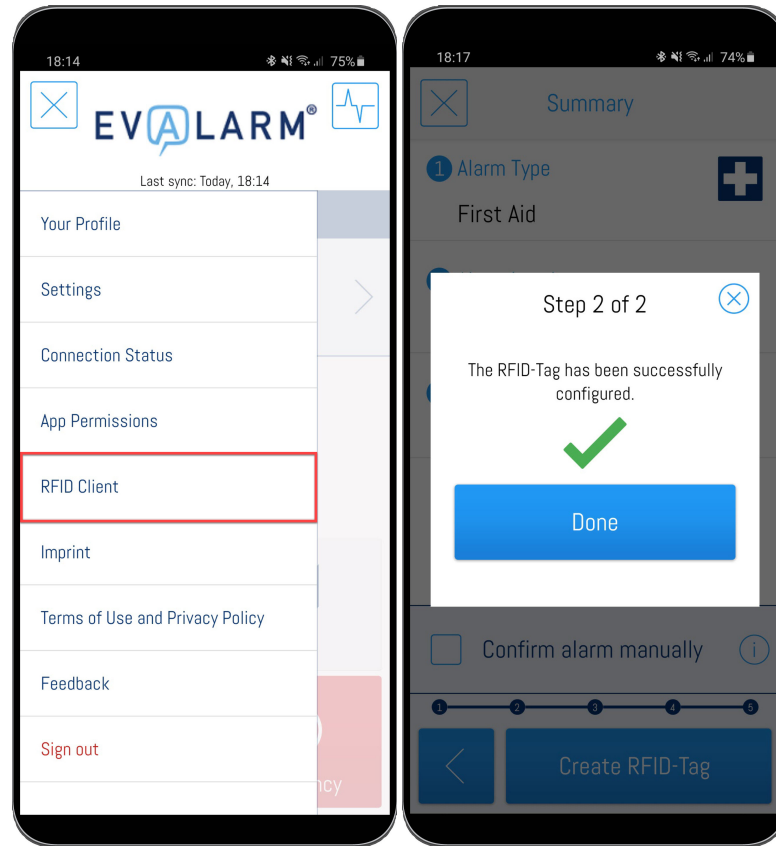 18:14
75%
EVALARM®
Last sync: Today, 18:14
Your Profile
Settings
Connection Status
App Permissions
RFID Client
Imprint
Terms of Use and Privacy Policy
Feedback
Sign out
ncy
18:17
74%
Summary
1 Alarm Type
First Aid
Step 2 of 2
The RFID-Tag has been successfully
configured.
Done
Confirm alarm manually
i
1 2 3 4 5
Create RFID-Tag